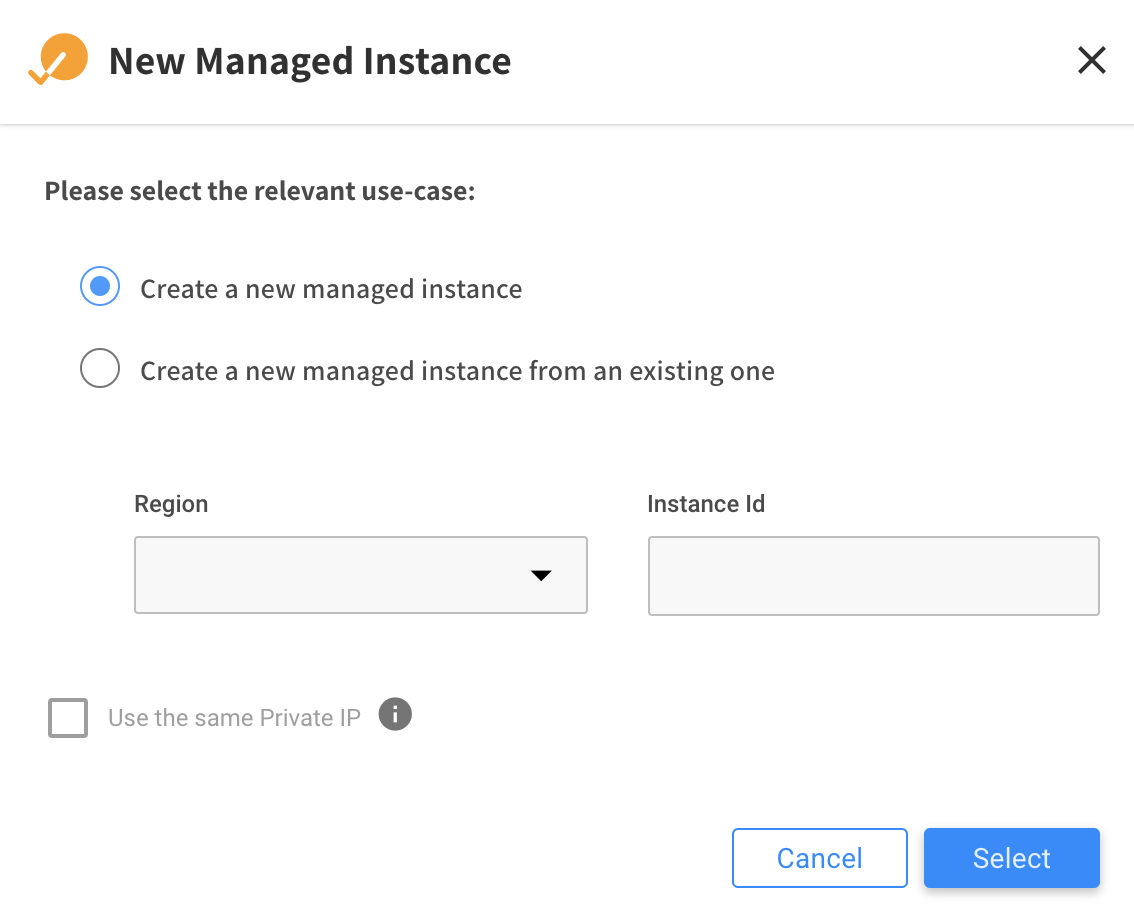 New Managed Instance
Please select the relevant use-case:
Create a new managed instance
Create a new managed instance from an existing one
Region
Instance Id
Use the same Private IP
Cancel
Select